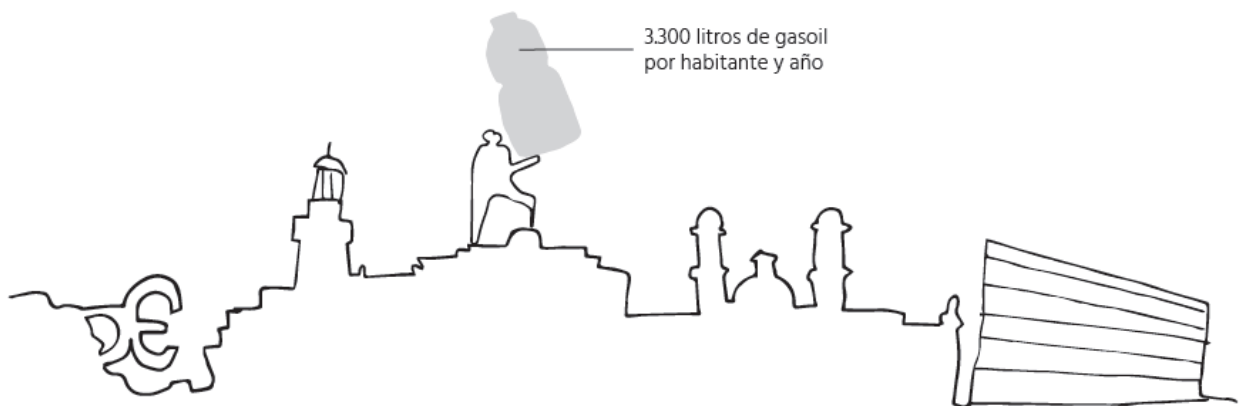 3.300 litros de gasoil
por habitante y año
€